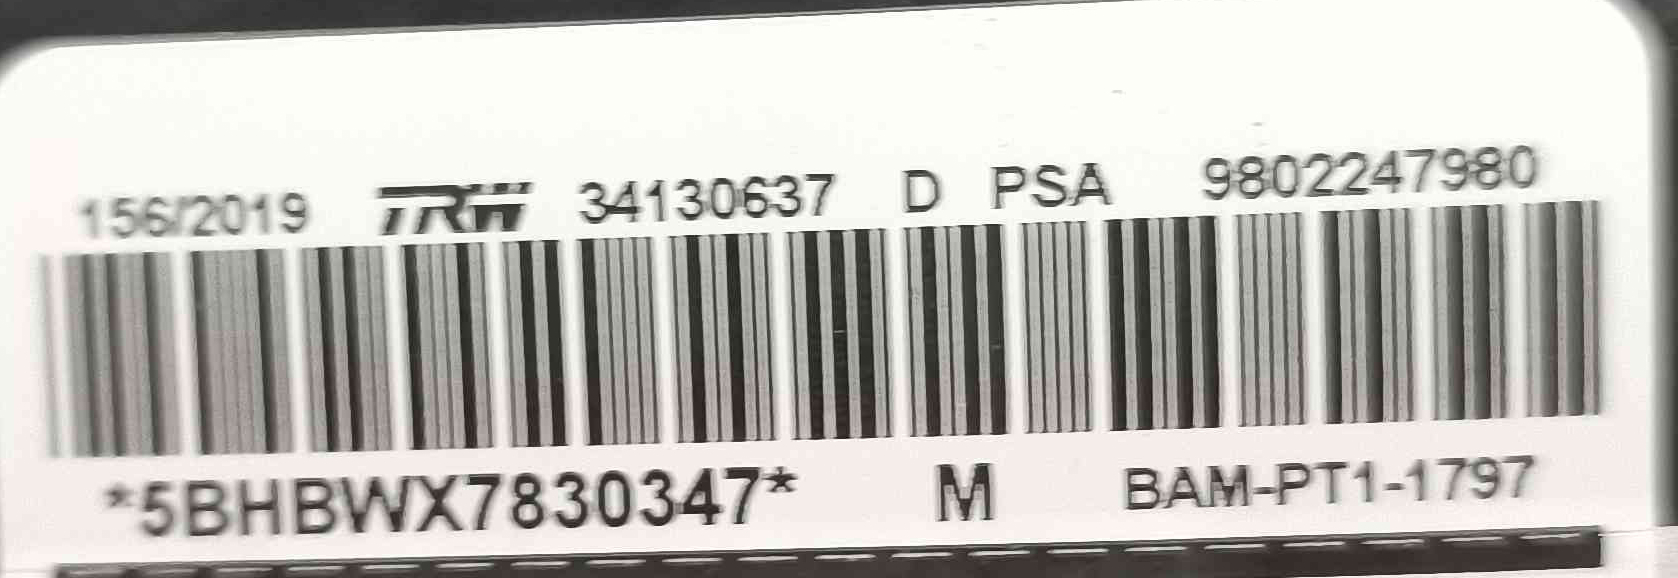 156/2019 TRW 34130637 D PSA 9802247980
*5BHBWX7830347* M BAM-PT1-1797